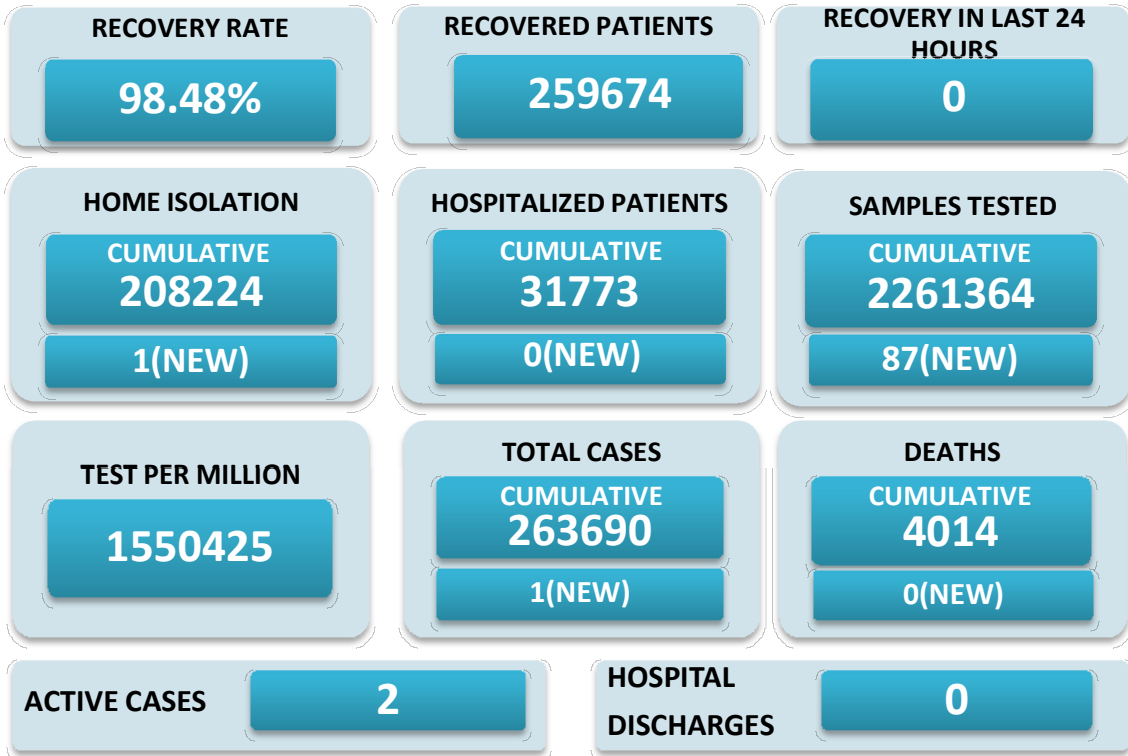 RECOVERY RATE
98.48%
RECOVERED PATIENTS
259674
RECOVERY IN LAST 24
HOURS
0
HOME ISOLATION
CUMULATIVE
208224
1(NEW)
HOSPITALIZED PATIENTS
CUMULATIVE
31773
0(NEW)
SAMPLES TESTED
CUMULATIVE
2261364
87(NEW)
TEST PER MILLION
1550425
TOTAL CASES
CUMULATIVE
263690
1(NEW)
DEATHS
CUMULATIVE
4014
0(NEW)
ACTIVE CASES
2
HOSPITAL
DISCHARGES
0